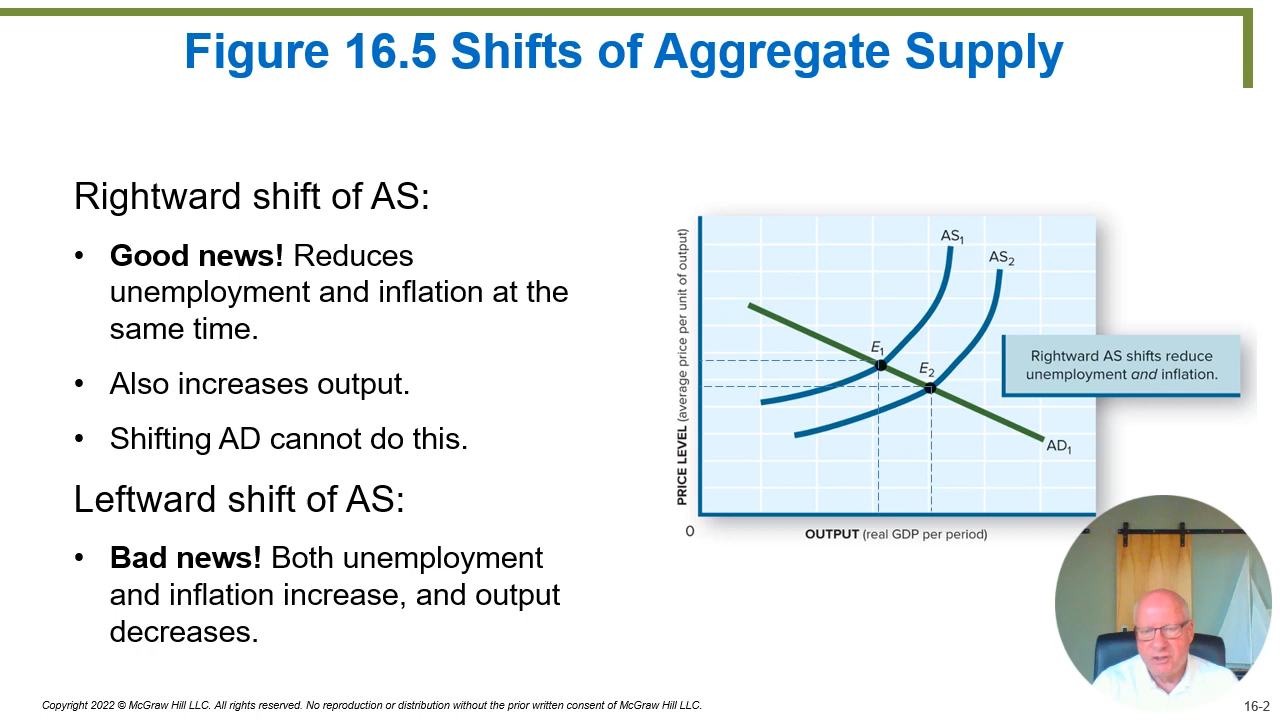 Figure 16.5 Shifts of Aggregate Supply
Rightward shift of AS:
• Good news! Reduces
unemployment and inflation at the
same time.
• Also increases output.
• Shifting AD cannot do this.
Leftward shift of AS:
• Bad news! Both unemployment
and inflation increase, and output
decreases.
PRICE LEVEL (average price per unit of output)
AS1
AS2
E1
E2
Rightward AS shifts reduce
unemployment and inflation.
AD1
0
OUTPUT (real GDP per period)
Copyright 2022 © McGraw Hill LLC. All rights reserved. No reproduction or distribution without the prior written consent of McGraw Hill LLC.
16-2